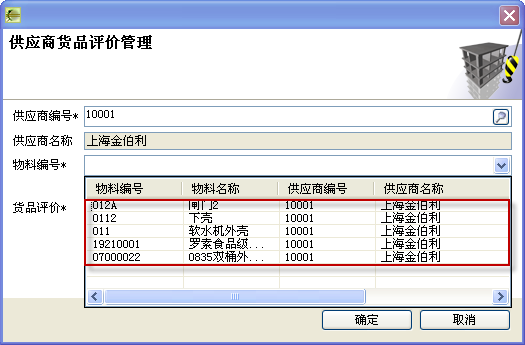 供应商货品评价管理
供应商编号* 10001
供应商名称 上海金伯利
物料编号*
货品评价*
物料编号 物料名称 供应商编号 供应商名称
012A 闸门2 10001 上海金伯利
0112 下壳 10001 上海金伯利
011 软水机外壳 10001 上海金伯利
19210001 罗素食品级... 10001 上海金伯利
07000022 0835双桶外... 10001 上海金伯利
确定 取消